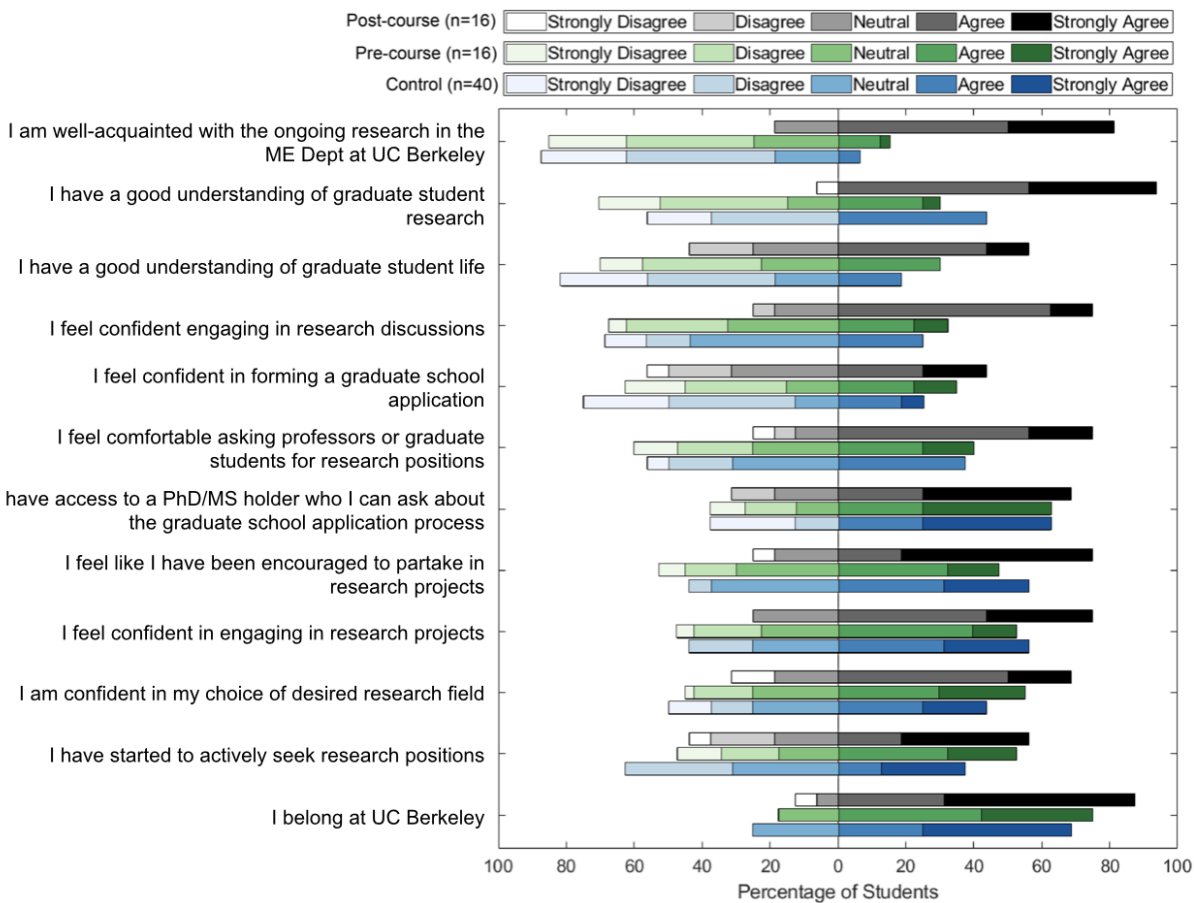 Post-course (n=16) Strongly Disagree Disagree Neutral Agree Strongly Agree
Pre-course (n=16) Strongly Disagree Disagree Neutral Agree Strongly Agree
Control (n=40) Strongly Disagree Disagree Neutral Agree Strongly Agree
I am well-acquainted with the ongoing research in the
ME Dept at UC Berkeley
I have a good understanding of graduate student
research
I have a good understanding of graduate student life
I feel confident engaging in research discussions
I feel confident in forming a graduate school
application
I feel comfortable asking professors or graduate
students for research positions
have access to a PhD/MS holder who I can ask about
the graduate school application process
I feel like I have been encouraged to partake in
research projects
I feel confident in engaging in research projects
I am confident in my choice of desired research field
I have started to actively seek research positions
I belong at UC Berkeley
100 80 60 40 20 0 20 40 60 80 100
Percentage of Students